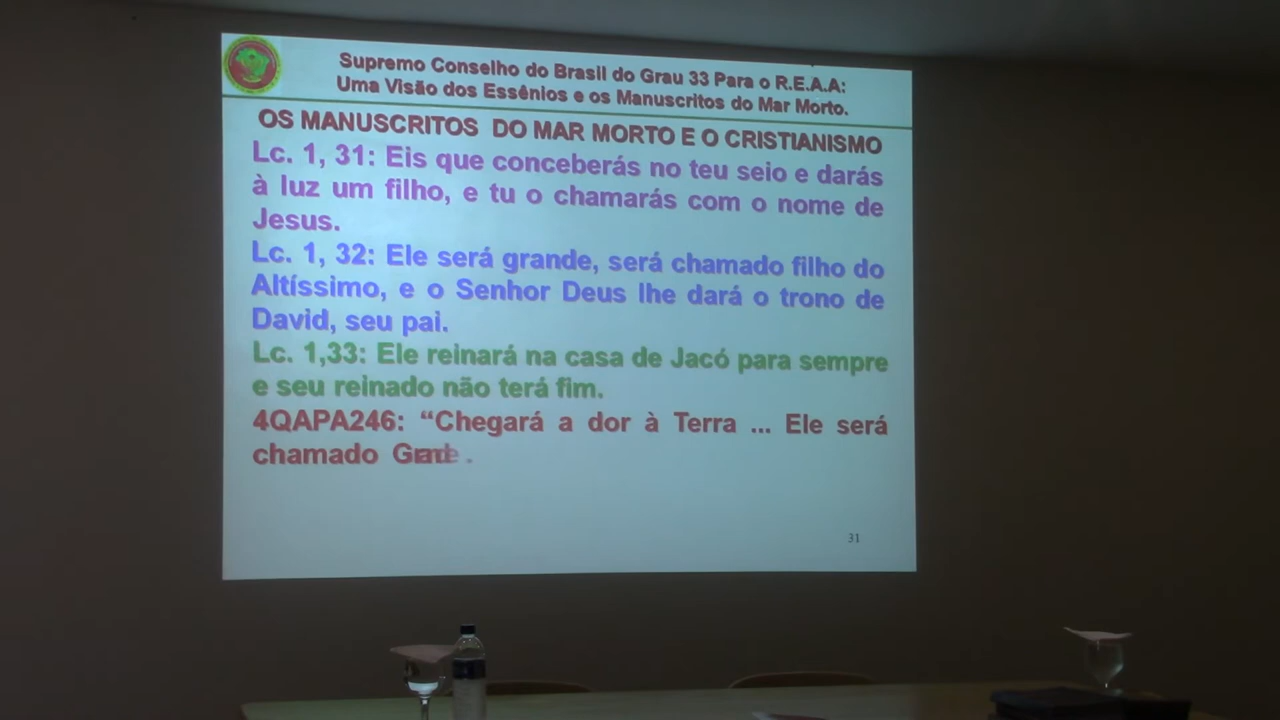 Supremo Conselho do Brasil do Grau 33 Para o R.E.A.A:
Uma Visão dos Essênios e os Manuscritos do Mar Morto.
OS MANUSCRITOS DO MAR MORTO E O CRISTIANISMO
Lc. 1, 31: Eis que conceberás no teu seio e darás
à luz um filho, e tu o chamarás com o nome de
Jesus.
Lc. 1, 32: Ele será grande, será chamado filho do
Altíssimo, e o Senhor Deus lhe dará o trono de
David, seu pai.
Lc. 1,33: Ele reinará na casa de Jacó para sempre
e seu reinado não terá fim.
4QAPA246: “Chegará a dor à Terra ... Ele será
chamado
31